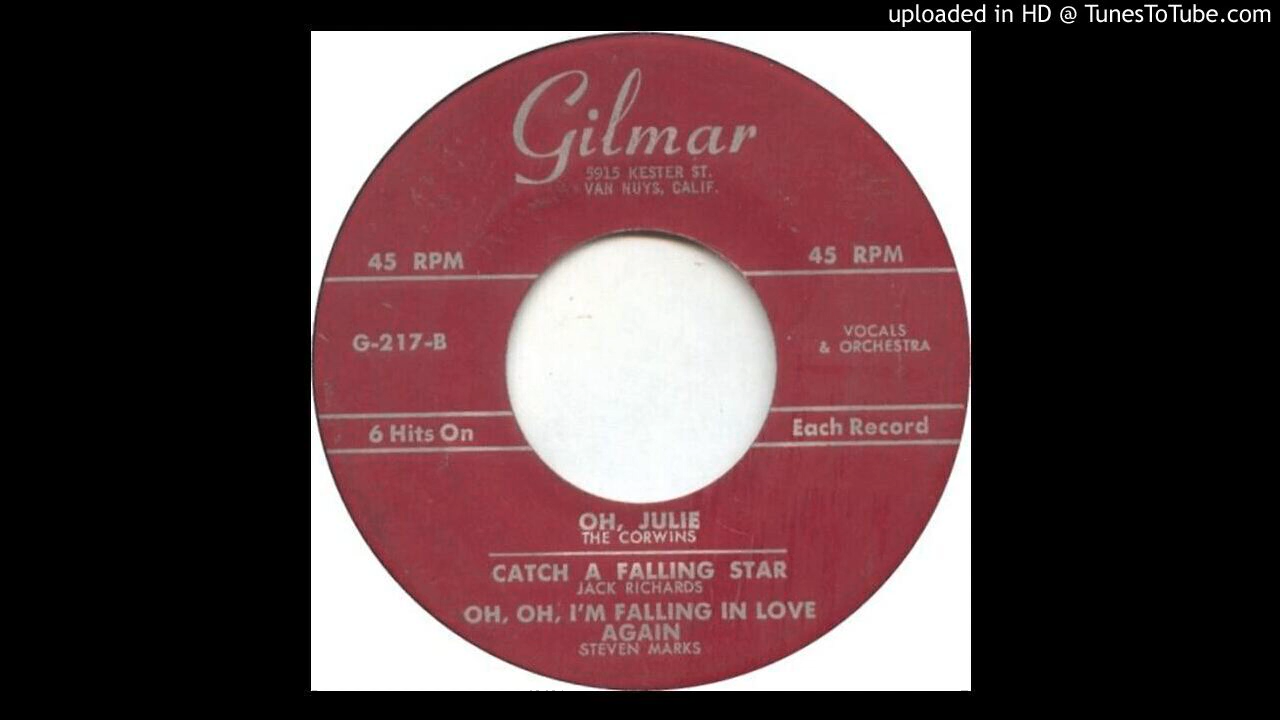 uploaded in HD @ TunesToTube.com
Gilmar
5915 KESTER ST.
VAN NUYS, CALIF.
45 RPM
45 RPM
G-217-B
VOCALS
& ORCHESTRA
6 Hits On
Each Record
OH, JULIE
THE CORWINS
CATCH A FALLING STAR
JACK RICHARDS
OH, OH, I'M FALLING IN LOVE
AGAIN
STEVEN MARKS